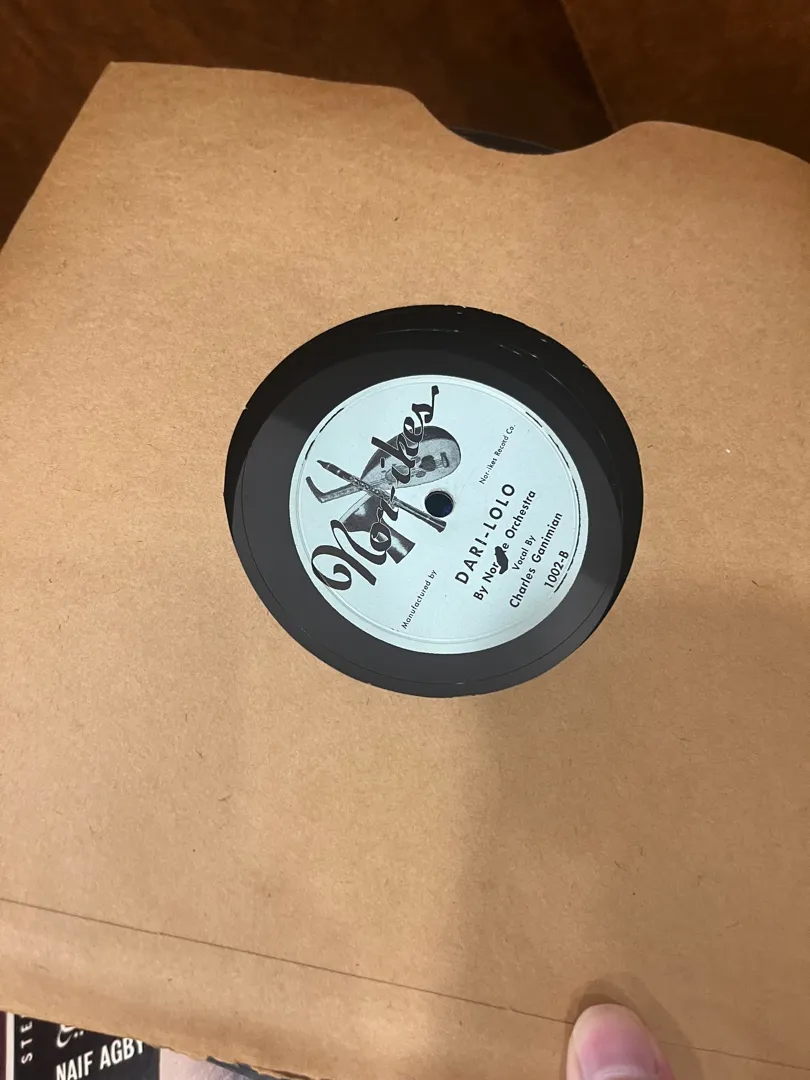 Nor-ikes
Manufactured by
Nor-ikes Record Co.
DARI-LOLO
By Nor e Orchestra
Vocal By
Charles Ganimian
1002-B
STE
NAIF AGBY